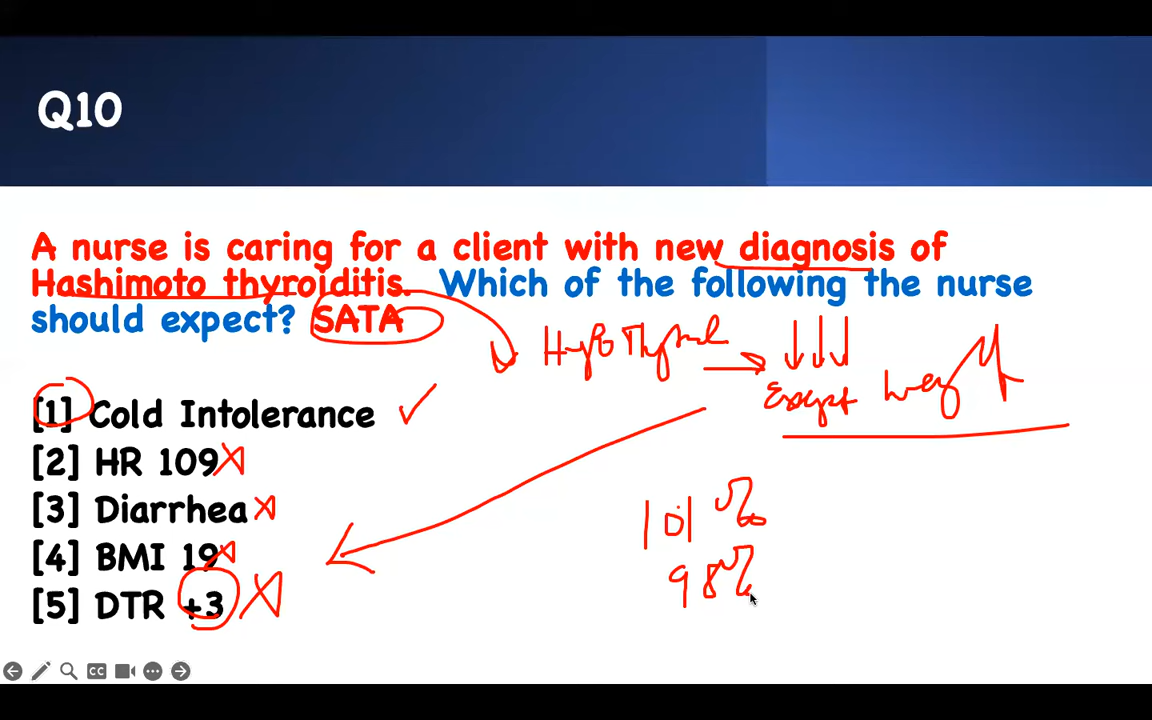 Q10
A nurse is caring for a client with new diagnosis of
Hashimoto thyroiditis. Which of the following the nurse
should expect? SATA
Except
[1] Cold Intolerance
[2] HR 109
[3] Diarrhea
[4] BMI 19
[5] DTR +3
101 %
98%
CC